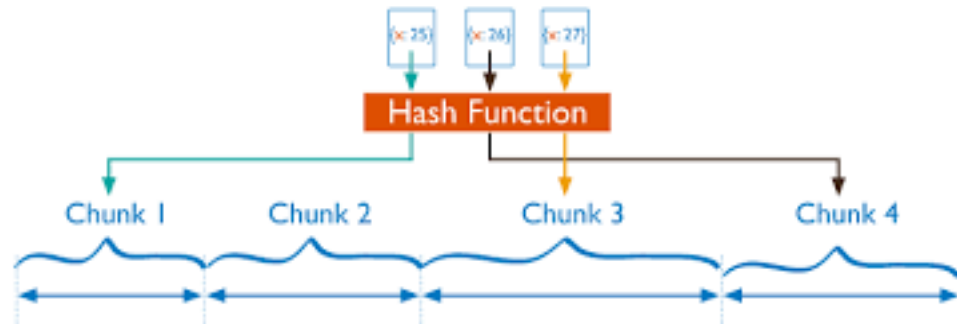 {x: 25} {x: 26} {x: 27}
Hash Function
Chunk 1 Chunk 2 Chunk 3 Chunk 4